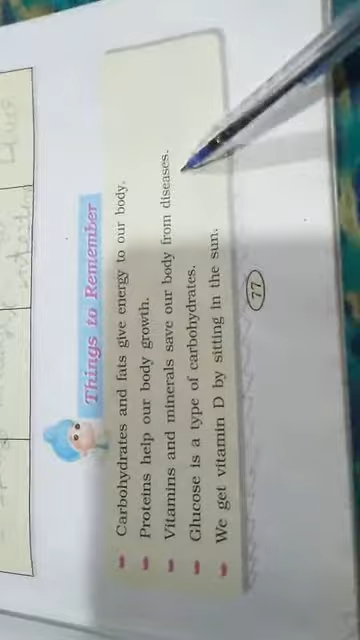 Things to Remember
Carbohydrates and fats give energy to our body.
Proteins help our body growth.
Vitamins and minerals save our body from diseases.
Glucose is a type of carbohydrates.
We get vitamin D by sitting in the sun.
77